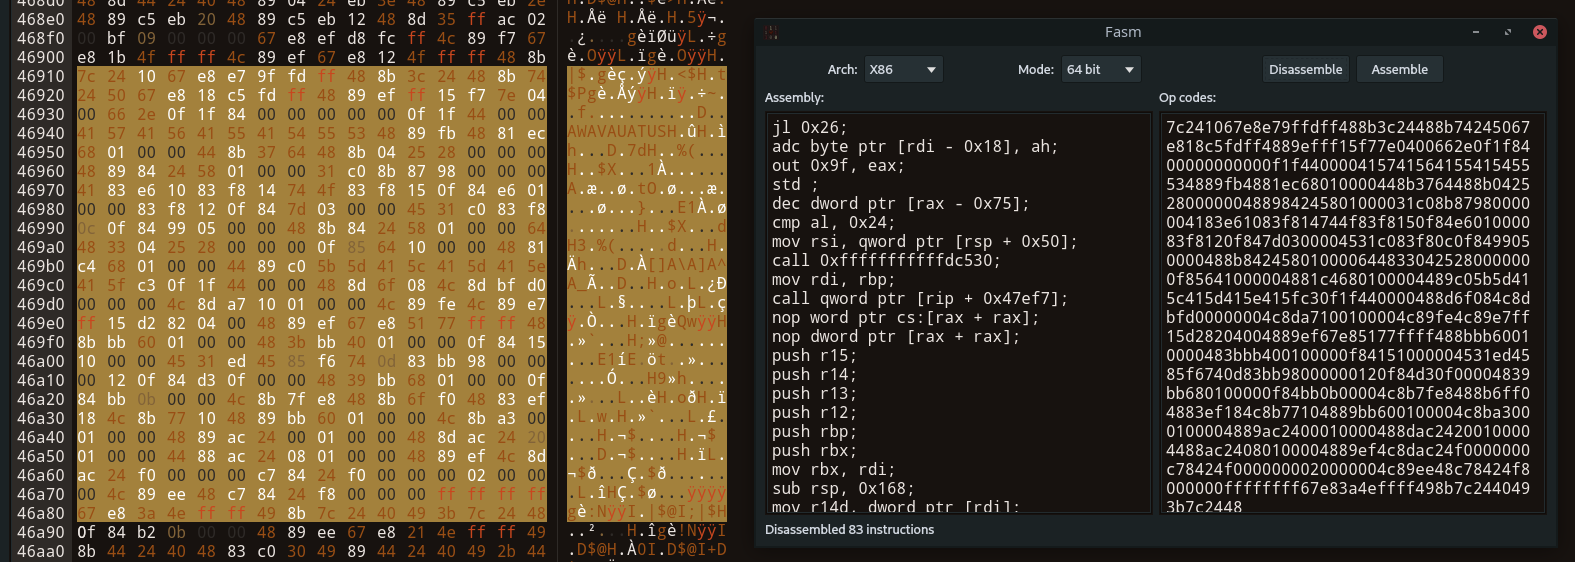 468e0 48 89 c5 eb 20 48 89 c5 eb 12 48 8d 35 ff ac 02 H.Åë H.Åë.H.5ÿ¬.
468f0 00 bf 09 00 00 00 67 e8 ef d8 fc ff 4c 89 f7 67 .¿....gèïØüÿL.÷g
46900 e8 1b 4f ff ff 4c 89 ef 67 e8 12 4f ff ff 48 8b è.OÿÿL.ïgè.OÿÿH.
46910 7c 24 10 67 e8 e7 9f fd ff 48 8b 3c 24 48 8b 74 |$.gèç.ýÿH.<$H.t
46920 24 50 67 e8 18 c5 fd ff 48 89 ef ff 15 f7 7e 04 $Pgè.ÅýÿH.ïÿ.÷~.
46930 00 66 2e 0f 1f 84 00 00 00 00 00 0f 1f 44 00 00 .f...........D..
46940 41 57 41 56 41 55 41 54 55 53 48 89 fb 48 81 ec AWAVAUATUSH.ûH.ì
46950 68 01 00 00 44 8b 37 64 48 8b 04 25 28 00 00 00 h...D.7dH..%(...
46960 48 89 84 24 58 01 00 00 31 c0 8b 87 98 00 00 00 H..$X...1À......
46970 41 83 e6 10 83 f8 14 74 4f 83 f8 15 0f 84 e6 01 A.æ..ø.tO.ø...æ.
46980 00 00 83 f8 12 0f 84 7d 03 00 00 45 31 c0 83 f8 ...ø...}...E1À.ø
46990 0c 0f 84 99 05 00 00 48 8b 84 24 58 01 00 00 64 .......H..$X...d
469a0 48 33 04 25 28 00 00 00 0f 85 64 10 00 00 48 81 H3.%(.....d...H.
469b0 c4 68 01 00 00 44 89 c0 5b 5d 41 5c 41 5d 41 5e Äh...D.À[]A\A]A^
469c0 41 5f c3 0f 1f 44 00 00 48 8d 6f 08 4c 8d bf d0 A_Ã..D..H.o.L.¿Ð
469d0 00 00 00 4c 8d a7 10 01 00 00 4c 89 fe 4c 89 e7 ...L.§....L.þL.ç
469e0 ff 15 d2 82 04 00 48 89 ef 67 e8 51 77 ff ff 48 ÿ.Ò...H.ïgèQwÿÿH
469f0 8b bb 60 01 00 00 48 3b bb 40 01 00 00 0f 84 15 .»`...H;»@......
46a00 10 00 00 45 31 ed 45 85 f6 74 0d 83 bb 98 00 00 ...E1íE.öt..»...
46a10 00 12 0f 84 d3 0f 00 00 48 39 bb 68 01 00 00 0f ....Ó...H9»h....
46a20 84 bb 0b 00 00 4c 8b 7f e8 48 8b 6f f0 48 83 ef .»...L..èH.oðH.ï
46a30 18 4c 8b 77 10 48 89 bb 60 01 00 00 4c 8b a3 00 .L.w.H.»`...L.£.
46a40 01 00 00 48 89 ac 24 00 01 00 00 48 8d ac 24 20 ...H.¬$....H.¬$
46a50 01 00 00 44 88 ac 24 08 01 00 00 48 89 ef 4c 8d ...D.¬$....H.ïL.
46a60 ac 24 f0 00 00 00 c7 84 24 f0 00 00 00 02 00 00 ¬$ð...Ç.$ð......
46a70 00 4c 89 ee 48 c7 84 24 f8 00 00 00 ff ff ff ff .L.îHÇ.$ø...ÿÿÿÿ
46a80 67 e8 3a 4e ff ff 49 8b 7c 24 40 49 3b 7c 24 48 gè:NÿÿI.|$@I;|$H
46a90 0f 84 b2 0b 00 00 48 89 ee 67 e8 21 4e ff ff 49 ..²...H.îgè!NÿÿI
46aa0 8b 44 24 40 48 83 c0 30 49 89 44 24 40 49 2b 44 .D$@H.À0I.D$@I+D
Fasm
Arch: X86 Mode: 64 bit Disassemble Assemble
Assembly:
jl 0x26;
adc byte ptr [rdi - 0x18], ah;
out 0x9f, eax;
std ;
dec dword ptr [rax - 0x75];
cmp al, 0x24;
mov rsi, qword ptr [rsp + 0x50];
call 0xfffffffffffdc530;
mov rdi, rbp;
call qword ptr [rip + 0x47ef7];
nop word ptr cs:[rax + rax];
nop dword ptr [rax + rax];
push r15;
push r14;
push r13;
push r12;
push rbp;
push rbx;
mov rbx, rdi;
sub rsp, 0x168;
mov r14d, dword ptr [rdi];
Op codes:
7c241067e8e79ffdff488b3c24488b74245067
e818c5fdff4889efff15f77e0400662e0f1f84
00000000000f1f440000415741564155415455
534889fb4881ec68010000448b3764488b0425
28000000488984245801000031c08b87980000
004183e61083f814744f83f8150f84e6010000
83f8120f847d0300004531c083f80c0f849905
0000488b8424580100006448330425280000​00
0f85641000004881c4680100004489c05b5d41
5c415d415e415fc30f1f440000488d6f084c8d
bfd00000004c8da7100100004c89fe4c89e7ff
15d28204004889ef67e85177ffff488bbb6001
0000483bbb400100000f84151000004531ed45
85f6740d83bb98000000120f84d30f00004839
bb680100000f84bb0b00004c8b7fe8488b6ff0
4883ef184c8b77104889bb600100004c8ba300
0100004889ac2400010000488dac2420010000
4488ac24080100004889ef4c8dac24f0000000
c78424f0000000020000004c89ee48c78424f8
000000ffffffff67e83a4effff498b7c244049
3b7c2448
Disassembled 83 instructions